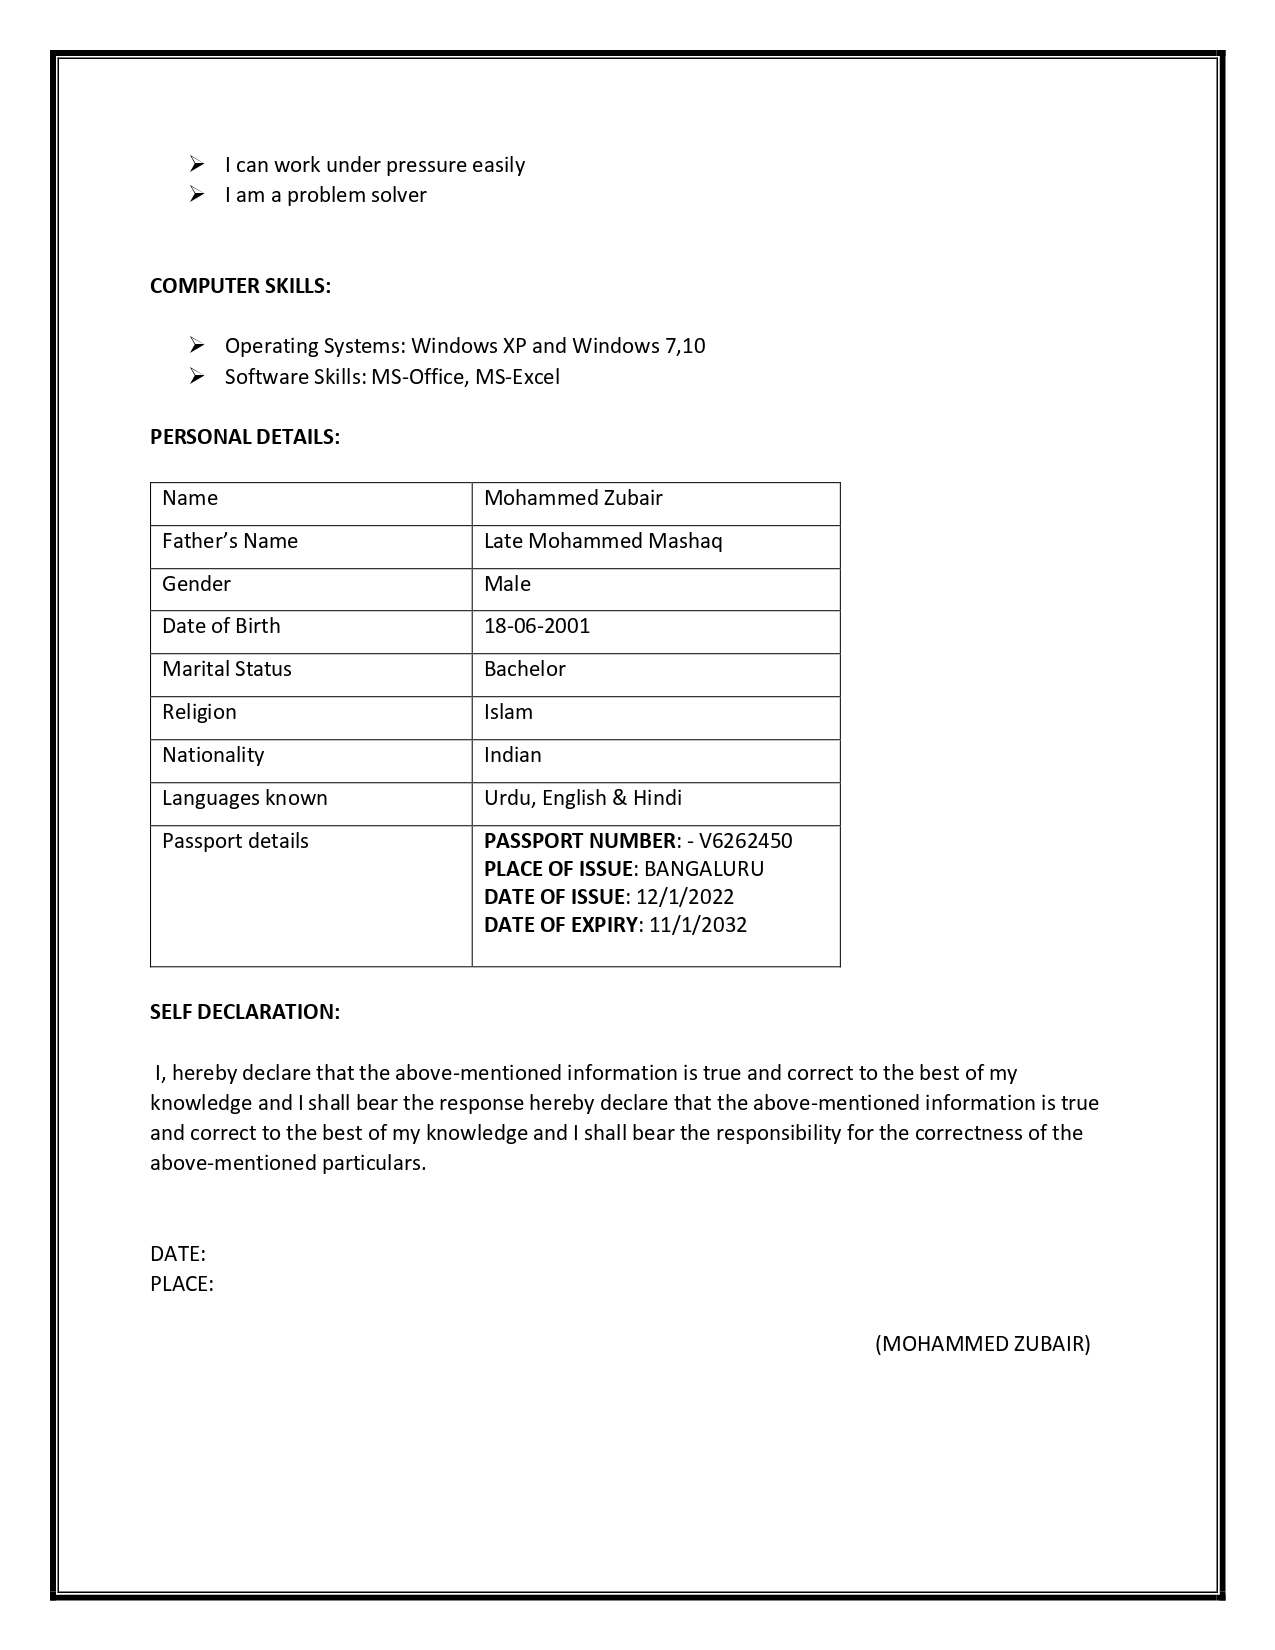 ➢ I can work under pressure easily
➢ I am a problem solver
COMPUTER SKILLS:
➢ Operating Systems: Windows XP and Windows 7,10
➢ Software Skills: MS-Office, MS-Excel
PERSONAL DETAILS:
Name Mohammed Zubair
Father’s Name Late Mohammed Mashaq
Gender Male
Date of Birth 18-06-2001
Marital Status Bachelor
Religion Islam
Nationality Indian
Languages known Urdu, English & Hindi
Passport details PASSPORT NUMBER: - V6262450
PLACE OF ISSUE: BANGALURU
DATE OF ISSUE: 12/1/2022
DATE OF EXPIRY: 11/1/2032
SELF DECLARATION:
I, hereby declare that the above-mentioned information is true and correct to the best of my
knowledge and I shall bear the response hereby declare that the above-mentioned information is true
and correct to the best of my knowledge and I shall bear the responsibility for the correctness of the
above-mentioned particulars.
DATE:
PLACE:
(MOHAMMED ZUBAIR)